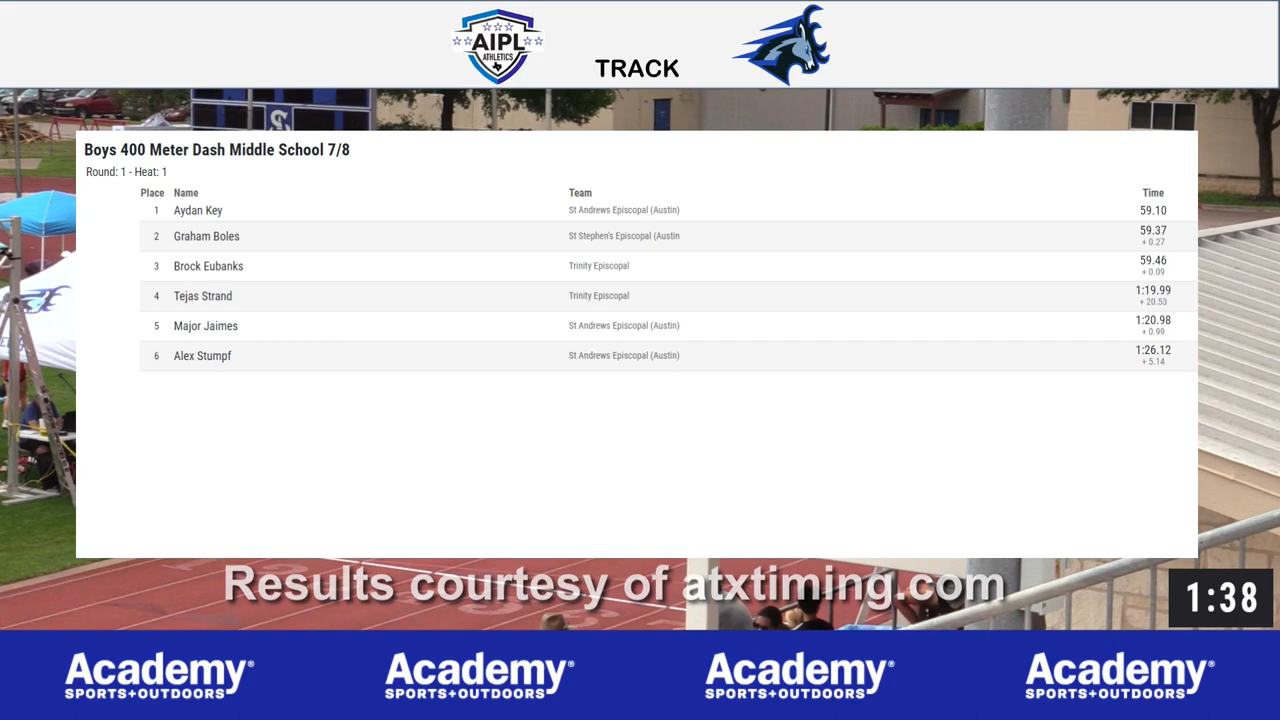 AIPL
ATHLETICS
TRACK
Boys 400 Meter Dash Middle School 7/8
Round: 1 - Heat: 1
Place Name Team Time
1 Aydan Key St Andrews Episcopal (Austin) 59.10
2 Graham Boles St Stephen's Episcopal (Austin 59.37
+ 0.27
3 Brock Eubanks Trinity Episcopal 59.46
+ 0.09
4 Tejas Strand Trinity Episcopal 1:19.99
+ 20.53
5 Major Jaimes St Andrews Episcopal (Austin) 1:20.98
+ 0.99
6 Alex Stumpf St Andrews Episcopal (Austin) 1:26.12
+ 5.14
Results courtesy of atxtiming.com
1:38
Academy Academy Academy Academy
SPORTS+OUTDOORS SPORTS+OUTDOORS SPORTS+OUTDOORS SPORTS+OUTDOORS